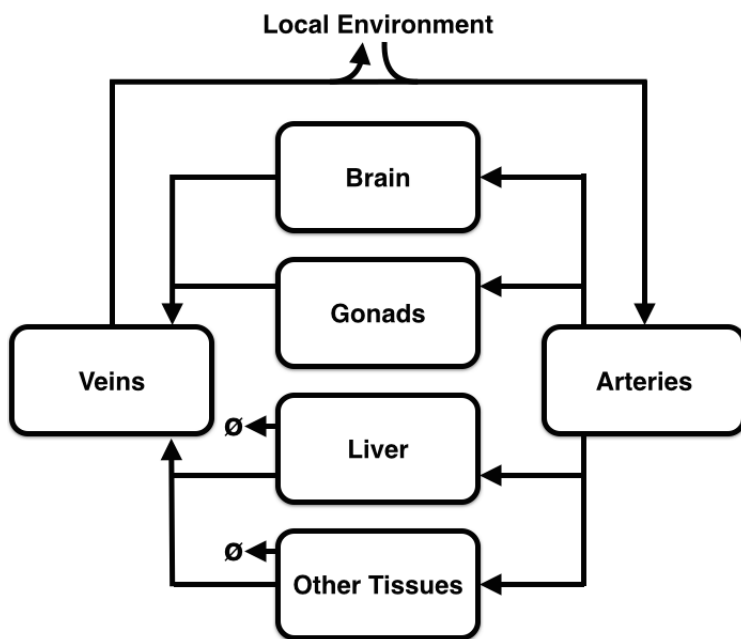 Local Environment
Brain
Gonads
Veins
Arteries
Ø
Liver
Ø
Other Tissues